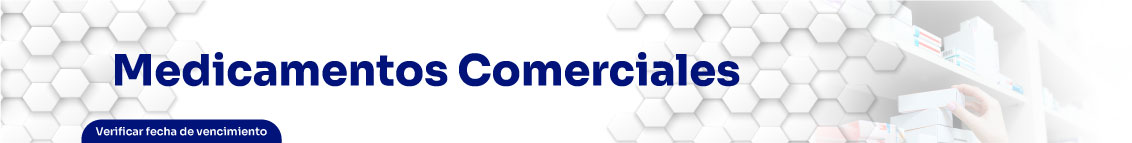 Medicamentos Comerciales
Verificar fecha de vencimiento